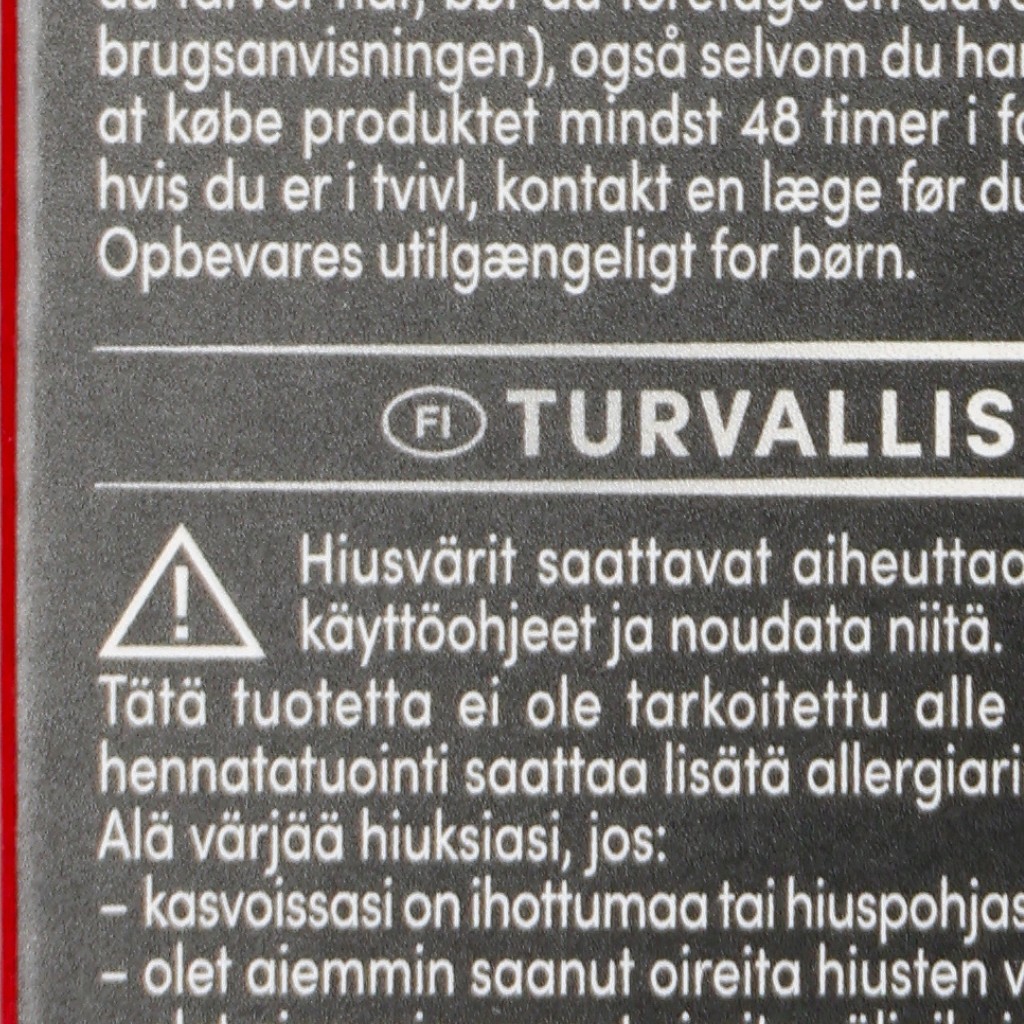 brugsanvisningen), også selvom du har
at købe produktet mindst 48 timer i
hvis du er i tvivl, kontakt en læge før du
Opbevares utilgængeligt for børn.
FI TURVALLIS
Hiusvärit saattavat aiheuttaa
käyttöohjeet ja noudata niitä.
Tätä tuotetta ei ole tarkoitettu alle
hennatatuointi saattaa lisätä allergiari
Alä värjää hiuksiasi, jos:
– kasvoissasi on ihottumaa tai hiuspohjas
– olet aiemmin saanut oireita hiusten v